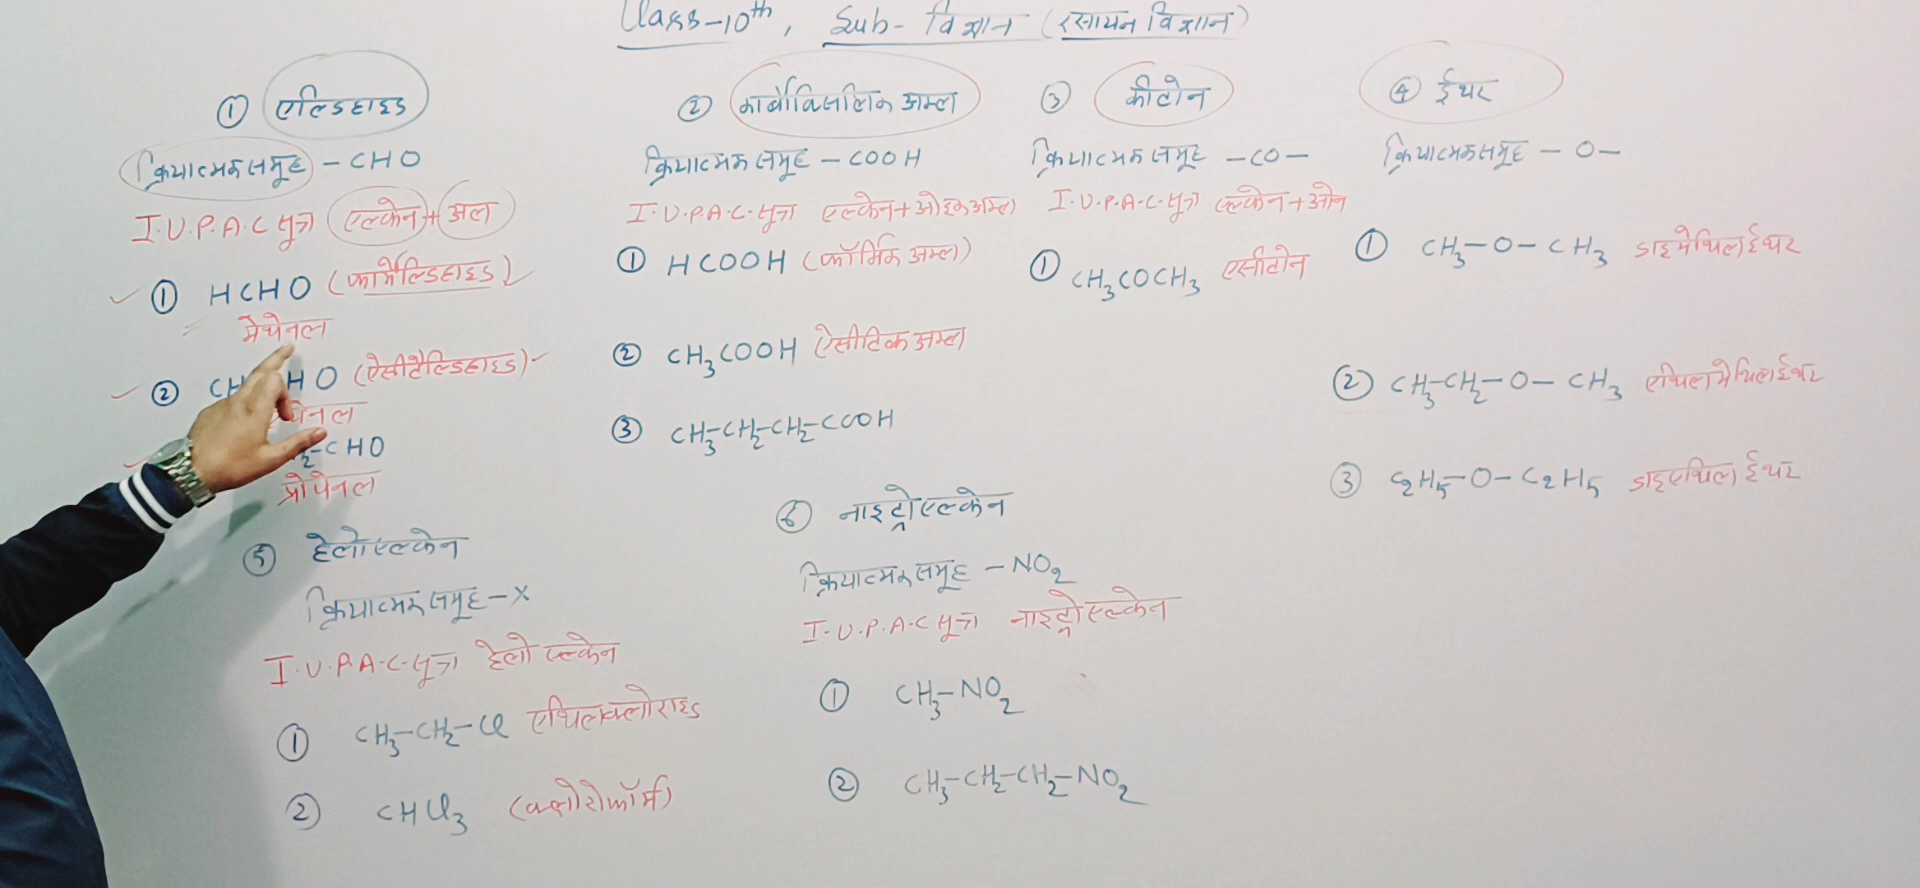 Class-10th, Sub- विज्ञान (रसायन विज्ञान)
① एल्डिहाइड
क्रियात्मक समूह - CHO
I.U.P.A.C सूत्र एल्केन + अल
① HCHO (फार्मेल्डिहाइड)
मेथेनल
② CH HO (ऐसीटैल्डिहाइड)
थेनल
2-CHO
प्रोपेनल
② कार्बोक्सिलिक अम्ल
क्रियात्मक समूह - COOH
I.U.P.A.C. सूत्र एल्केन + ओइक अम्ल
① HCOOH (फॉर्मिक अम्ल)
② CH3COOH ऐसीटिक अम्ल
③ CH3-CH2-CH2-COOH
③ कीटोन
क्रियात्मक समूह -CO-
I.U.P.A.C. सूत्र एल्केन + ओन
① CH3COCH3 एसीटोन
④ ईथर
क्रियात्मक समूह - O-
① CH3-O-CH3 डाइमेथिल ईथर
② CH3-CH2-O-CH3 एथिल मेथिल ईथर
③ C2H5-O-C2H5 डाइएथिल ईथर
⑤ हेलोएल्केन
क्रियात्मक समूह -X
I.U.P.A.C. सूत्र हेलो एल्केन
① CH3-CH2-Cl एथिल क्लोराइड
② CHCl3 (क्लोरोफॉर्म)
⑥ नाइट्रोएल्केन
क्रियात्मक समूह -NO2
I.U.P.A.C सूत्र नाइट्रो एल्केन
① CH3-NO2
② CH3-CH2-CH2-NO2